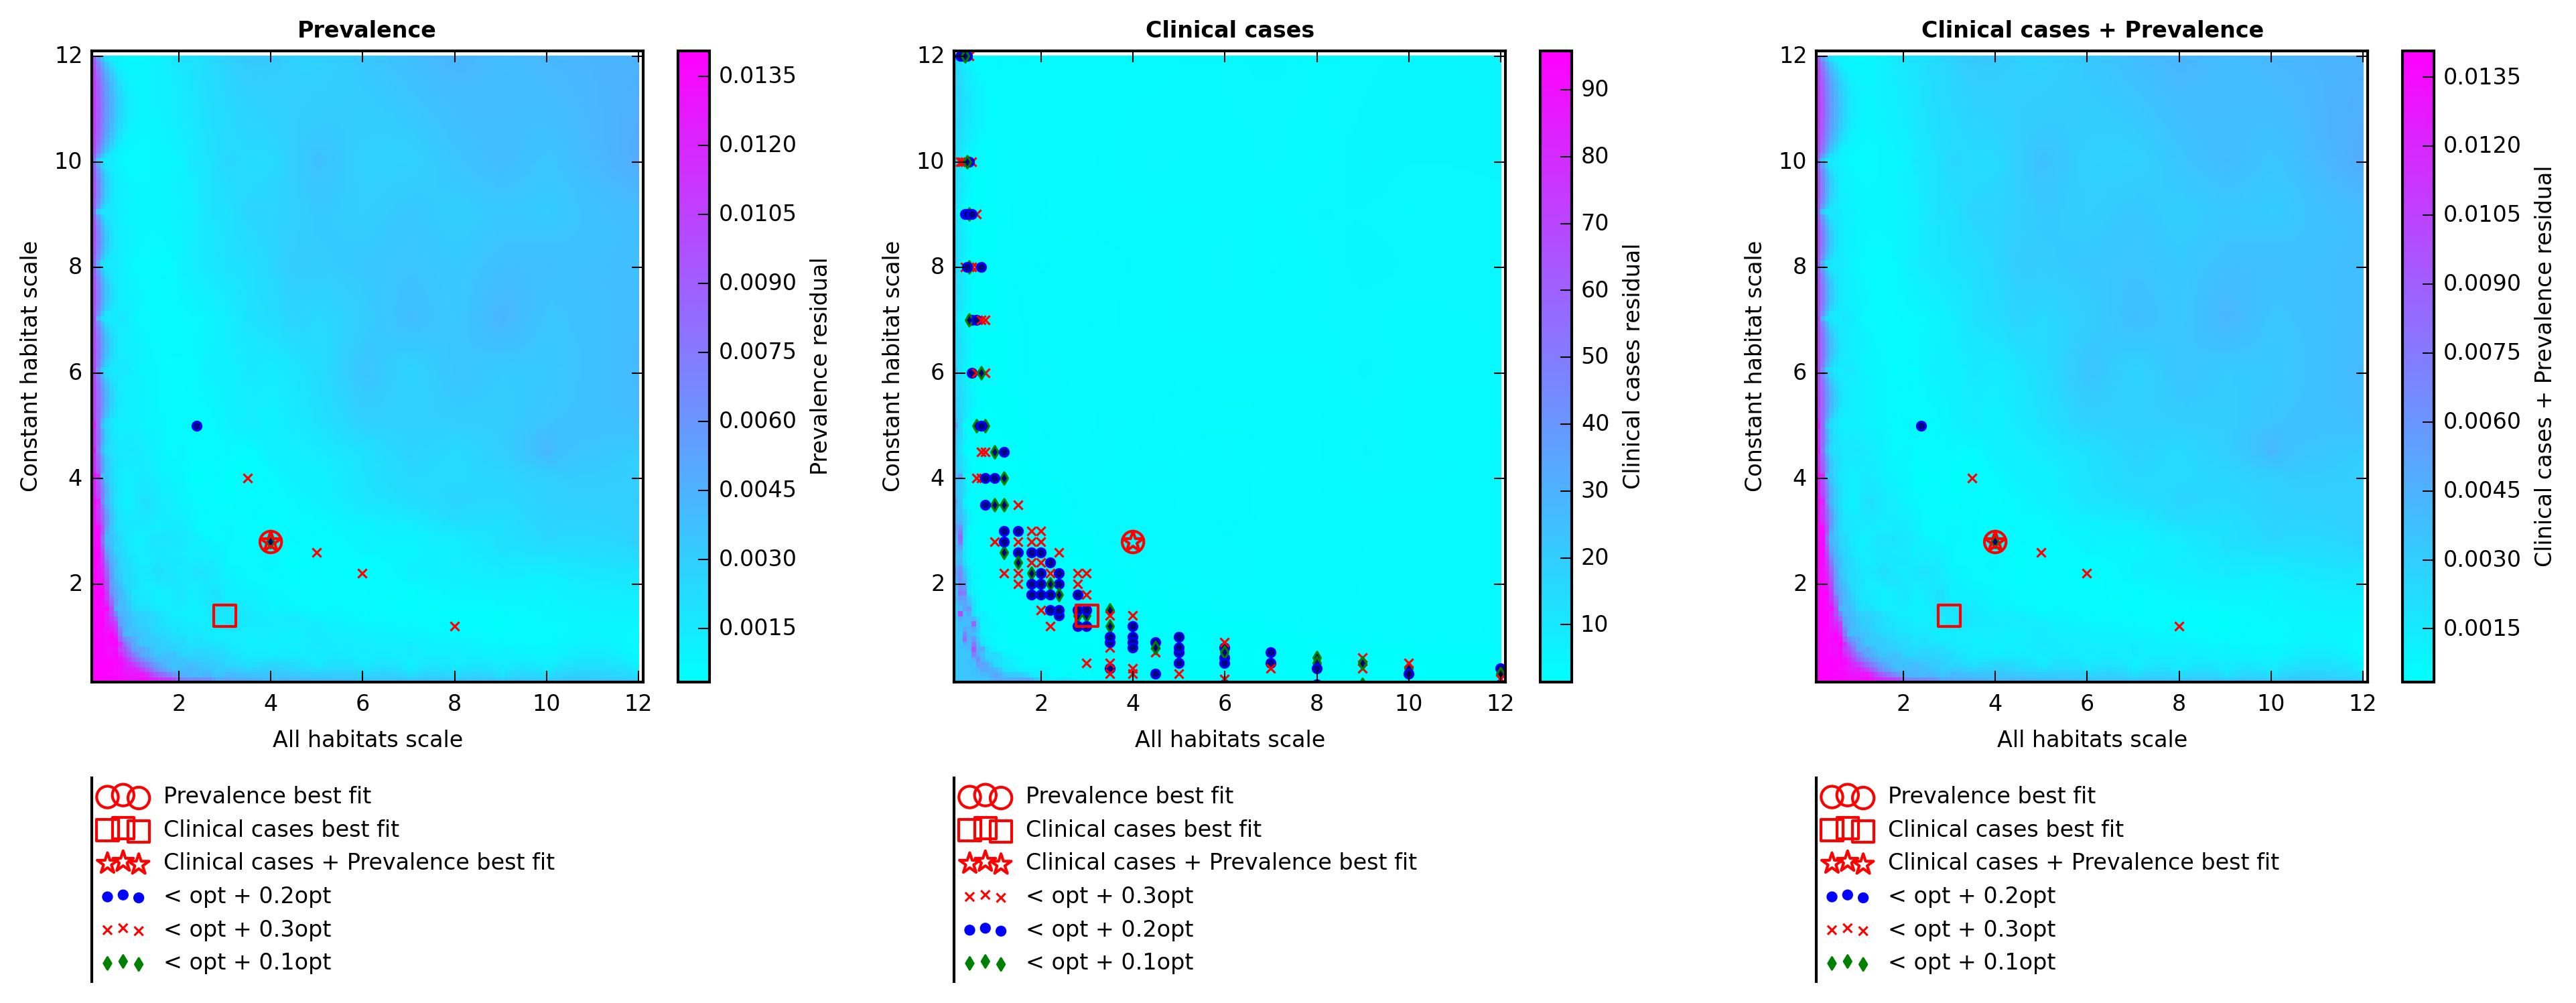 Prevalence
12
10
8
6
4
2
Constant habitat scale
2 4 6 8 10 12
All habitats scale
0.0135
0.0120
0.0105
0.0090
0.0075
0.0060
0.0045
0.0030
0.0015
Prevalence residual
Prevalence best fit
Clinical cases best fit
Clinical cases + Prevalence best fit
< opt + 0.2opt
< opt + 0.3opt
< opt + 0.1opt
Clinical cases
12
10
8
6
4
2
Constant habitat scale
2 4 6 8 10 12
All habitats scale
90
80
70
60
50
40
30
20
10
Clinical cases residual
Prevalence best fit
Clinical cases best fit
Clinical cases + Prevalence best fit
< opt + 0.3opt
< opt + 0.2opt
< opt + 0.1opt
Clinical cases + Prevalence
12
10
8
6
4
2
Constant habitat scale
2 4 6 8 10 12
All habitats scale
0.0135
0.0120
0.0105
0.0090
0.0075
0.0060
0.0045
0.0030
0.0015
Clinical cases + Prevalence residual
Prevalence best fit
Clinical cases best fit
Clinical cases + Prevalence best fit
< opt + 0.2opt
< opt + 0.3opt
< opt + 0.1opt